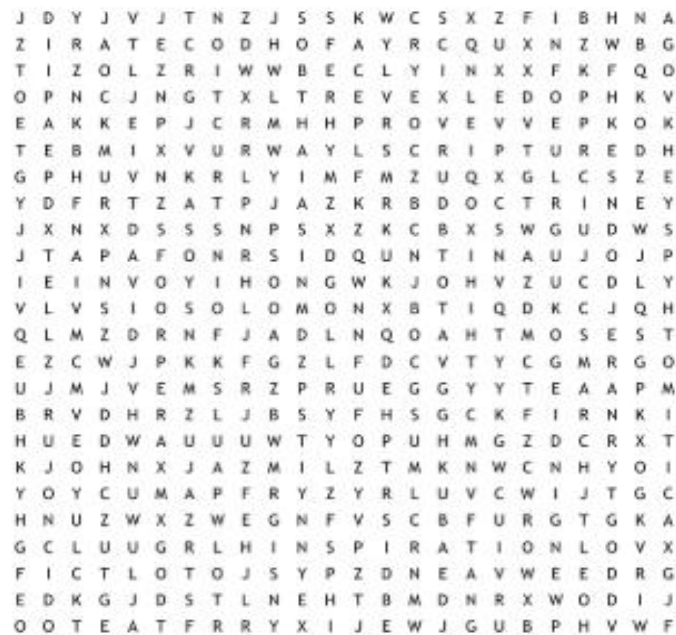 J D Y J V J T N Z J S S K W C S X Z F I B H N A
Z I R A T E C O D H O F A Y R C Q U X N Z W B G
T I Z O L Z R I W W B E C L Y I N X X F K F Q O
O P N C J N G T X L T R E V E X L E D O P H K V
E A K K E P J C R M H H P R O V E V V E P K O K
T E B M I X V U R W A Y L S C R I P T U R E D H
G P H U V N K R L Y I M F M Z U Q X G L C S Z E
Y D F R T Z A T P J A Z K R B D O C T R I N E Y
J X N X D S S S N P S X Z K C B X S W G U D W S
J T A P A F O N R S I D Q U N T I N A U J O J P
I E I N V O Y I H O N G W K J O H V Z U C D L Y
V L V S I O S O L O M O N X B T I Q D K C J Q H
Q L M Z D R N F J A D L N Q O A H T M O S E S T
E Z C W J P K K F G Z L F D C V T Y C G M R G O
U J M J V E M S R Z P R U E G G Y Y T E A A P M
B R V D H R Z L J B S Y F H S G C K F I R N K I
H U E D W A U U U W T Y O P U H M G Z D C R X T
K J O H N X J A Z M I L Z T M K N W C N H Y O I
Y O Y C U M A P F R Y Z Y R L U V C W I J T G C
H N U Z W X Z W E G N F V S C B F U R G T G K A
G C L U U G R L H I N S P I R A T I O N L O V X
F I C T L O T O J S Y P Z D N E A V W E E D R G
E D K G J D S T L N E H T B M D N R X W O D I J
O O T E A T F R R Y X I J E W J G U B P H V W F